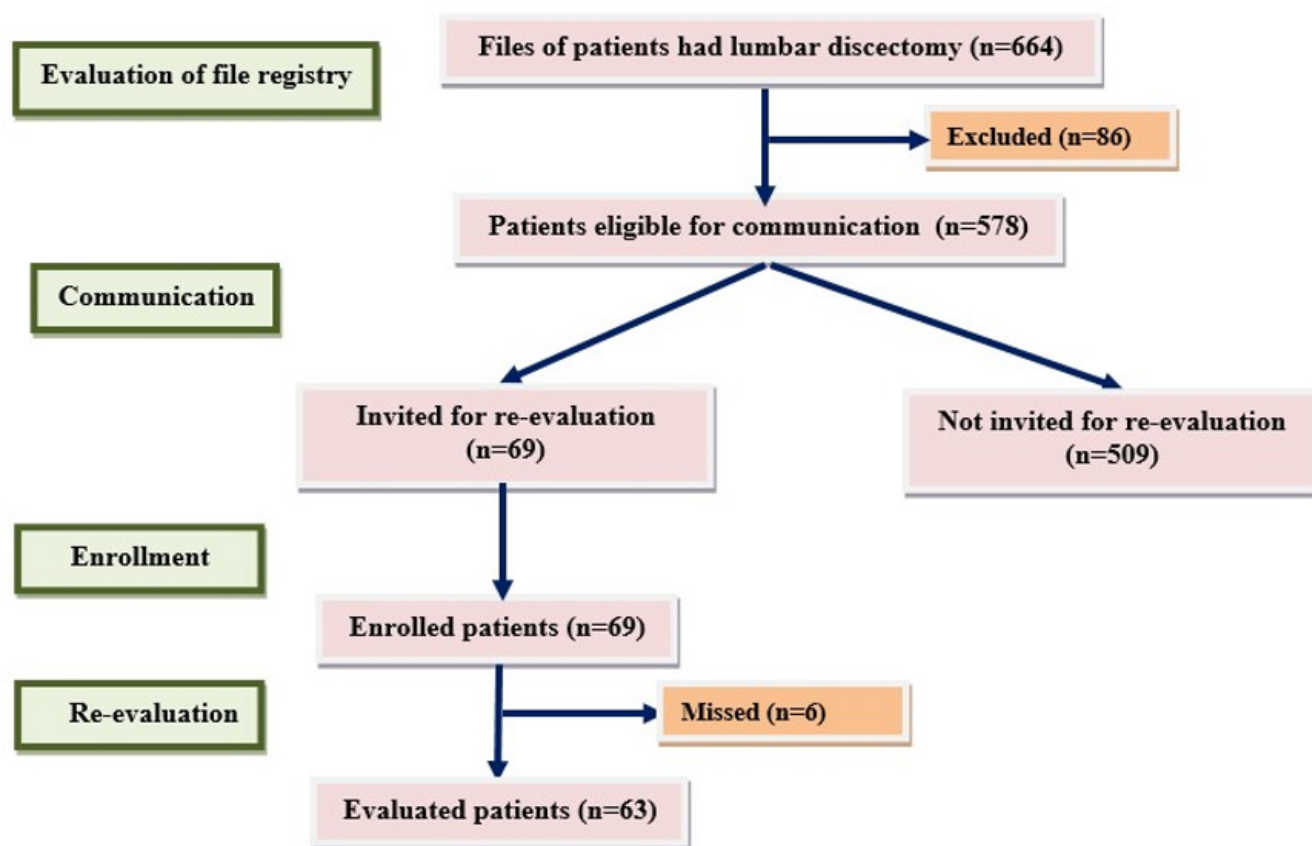 Files of patients had lumbar discectomy (n=664)
Evaluation of file registry
Excluded (n=86)
Patients eligible for communication (n=578)
Communication
Invited for re-evaluation
(n=69)
Not invited for re-evaluation
(n=509)
Enrollment
Enrolled patients (n=69)
Re-evaluation
Missed (n=6)
Evaluated patients (n=63)